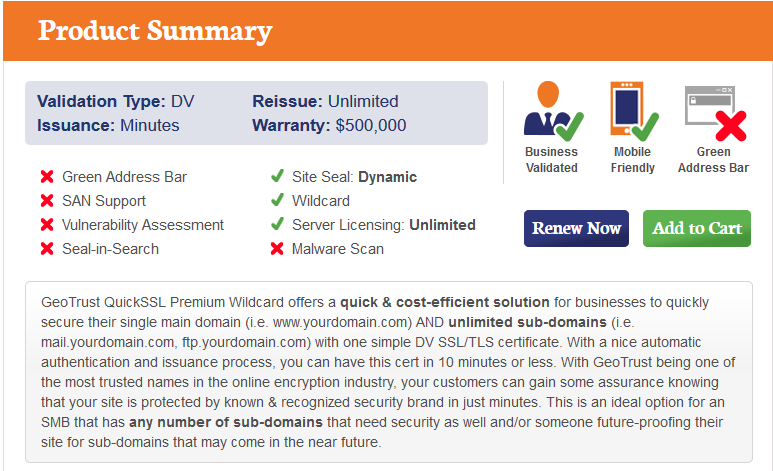 Product Summary
Validation Type: DV
Reissue: Unlimited
Issuance: Minutes
Warranty: $500,000
Green Address Bar
SAN Support
Vulnerability Assessment
Seal-in-Search
Site Seal: Dynamic
Wildcard
Server Licensing: Unlimited
Malware Scan
Business
Validated
Mobile
Friendly
Green
Address Bar
Renew Now
Add to Cart
GeoTrust QuickSSL Premium Wildcard offers a quick & cost-efficient solution for businesses to quickly
secure their single main domain (i.e. www.yourdomain.com) AND unlimited sub-domains (i.e.
mail.yourdomain.com, ftp.yourdomain.com) with one simple DV SSL/TLS certificate. With a nice automatic
authentication and issuance process, you can have this cert in 10 minutes or less. With GeoTrust being one of
the most trusted names in the online encryption industry, your customers can gain some assurance knowing
that your site is protected by known & recognized security brand in just minutes. This is an ideal option for an
SMB that has any number of sub-domains that need security as well and/or someone future-proofing their
site for sub-domains that may come in the near future.